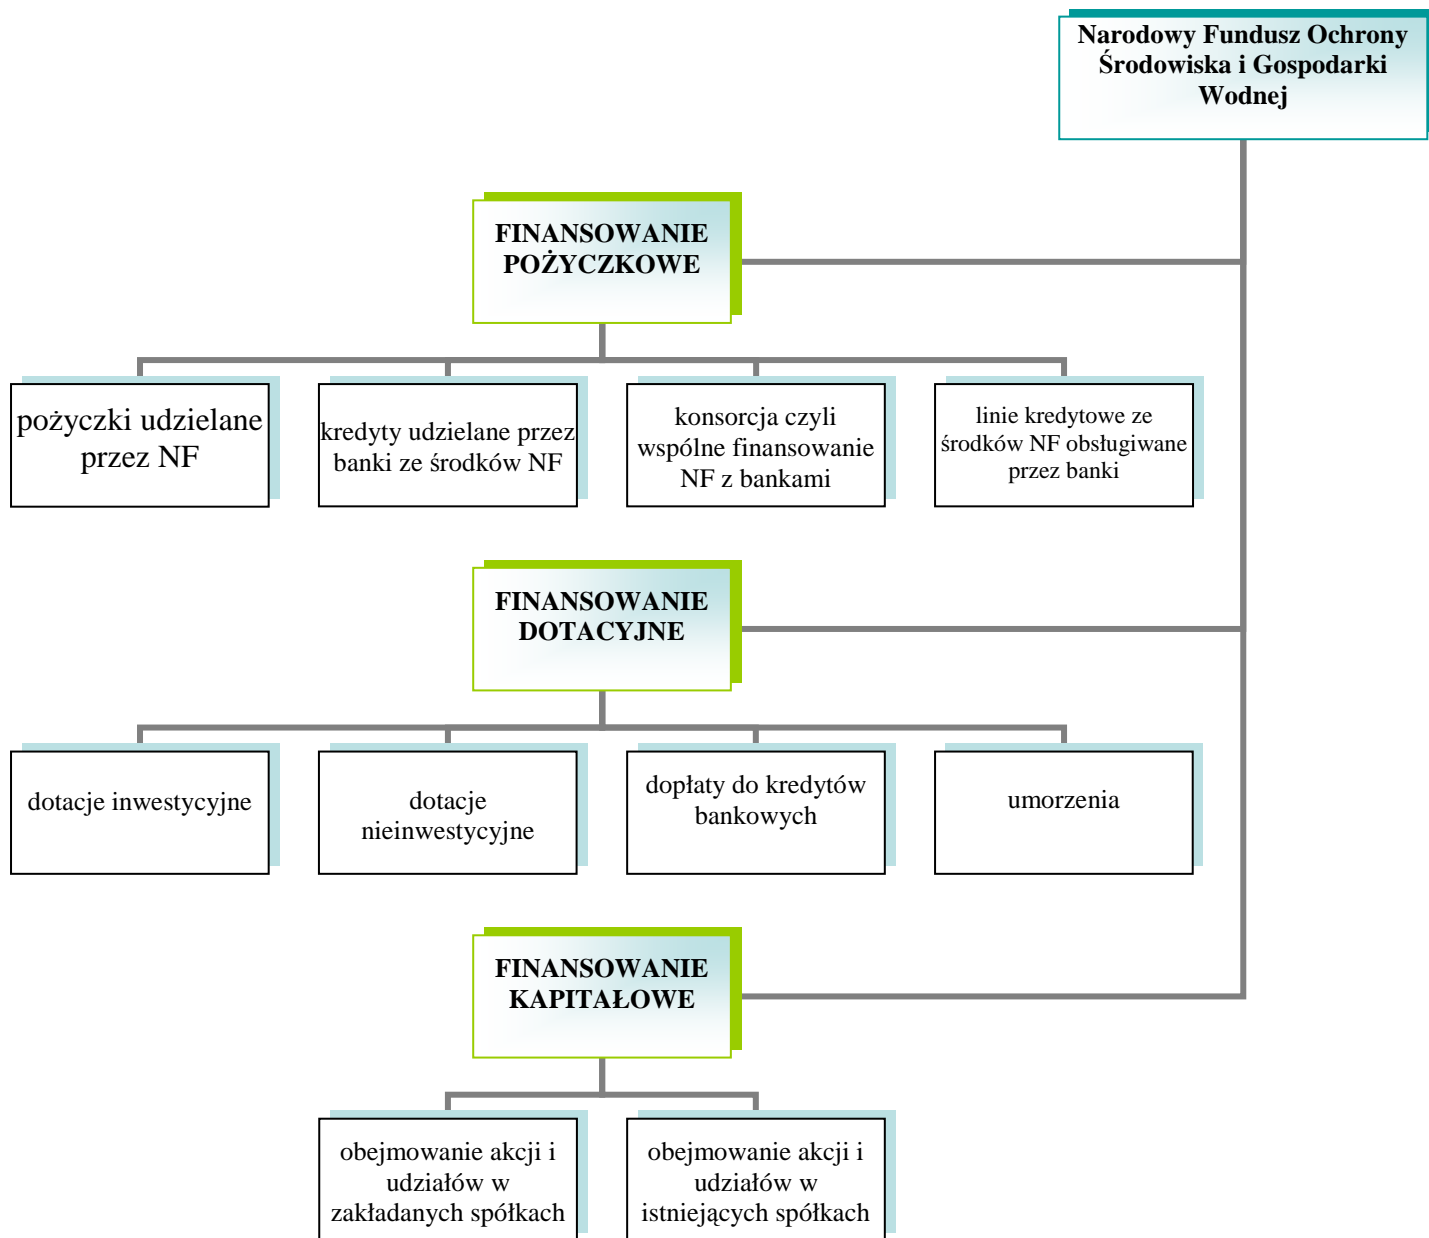 Narodowy Fundusz Ochrony
Środowiska i Gospodarki
Wodnej
FINANSOWANIE
POŻYCZKOWE
pożyczki udzielane
przez NF
kredyty udzielane przez
banki ze środków NF
konsorcja czyli
wspólne finansowanie
NF z bankami
linie kredytowe ze
środków NF obsługiwane
przez banki
FINANSOWANIE
DOTACYJNE
dotacje inwestycyjne
dotacje
nieinwestycyjne
dopłaty do kredytów
bankowych
umorzenia
FINANSOWANIE
KAPITAŁOWE
obejmowanie akcji i
udziałów w
zakładanych spółkach
obejmowanie akcji i
udziałów w
istniejących spółkach